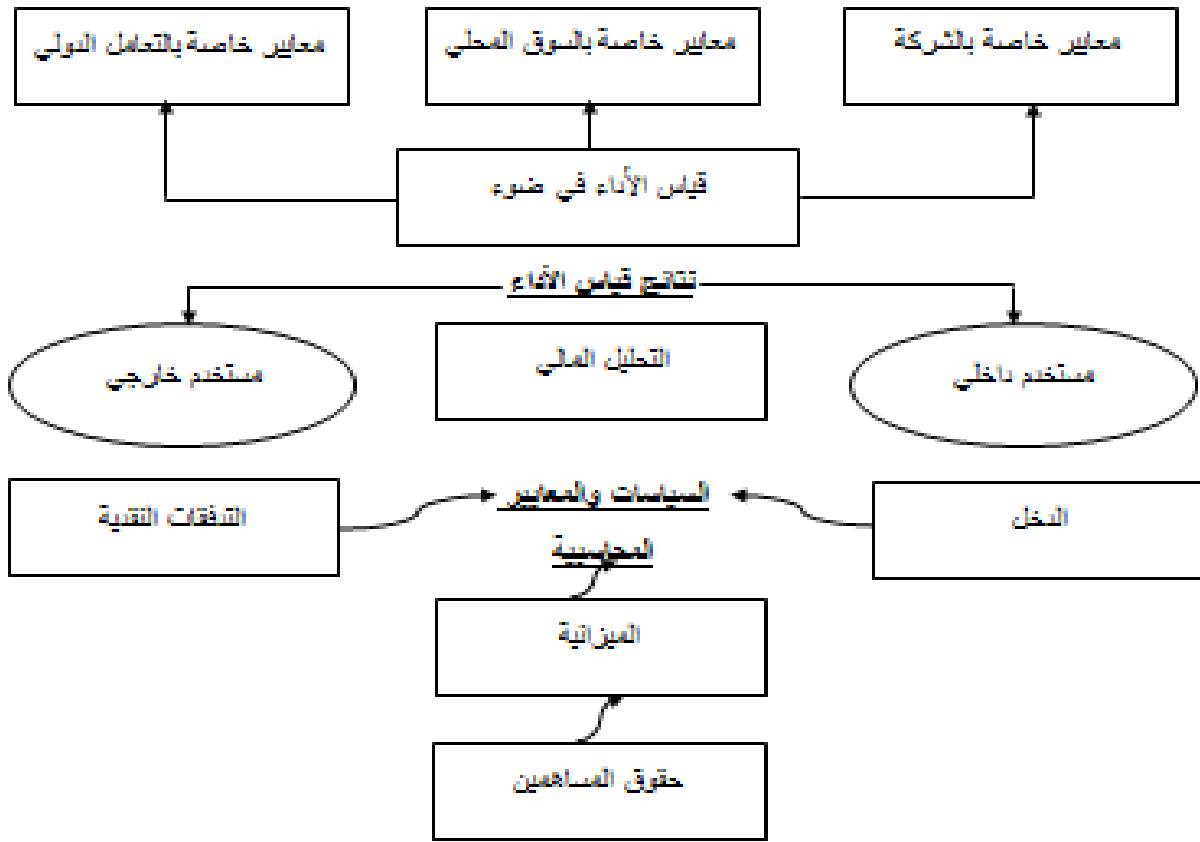 معايير خاصة بالشركة
معايير خاصة بالسوق المحلي
معايير خاصة بالتعامل الدولي
قياس الأداء في ضوء
نتائج قياس الأداء
مستخدم داخلي
التحليل المالي
مستخدم خارجي
الدخل
السياسات والمعايير
المحاسبية
التدفقات النقدية
الميزانية
حقوق المساهمين